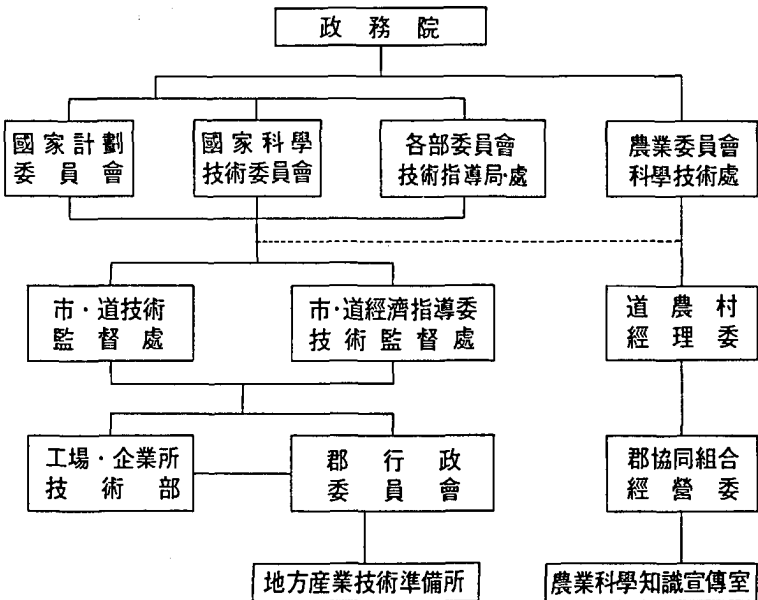 政務院
國家計劃
委員會
國家科學
技術委員會
各部委員會
技術指導局·處
農業委員會
科學技術處
市·道技術
監督處
市·道經濟指導委
技術監督處
道農村
經理委
工場·企業所
技術部
郡行政
委員會
郡協同組合
經營委
地方産業技術準備所
農業科學知識宣傳室